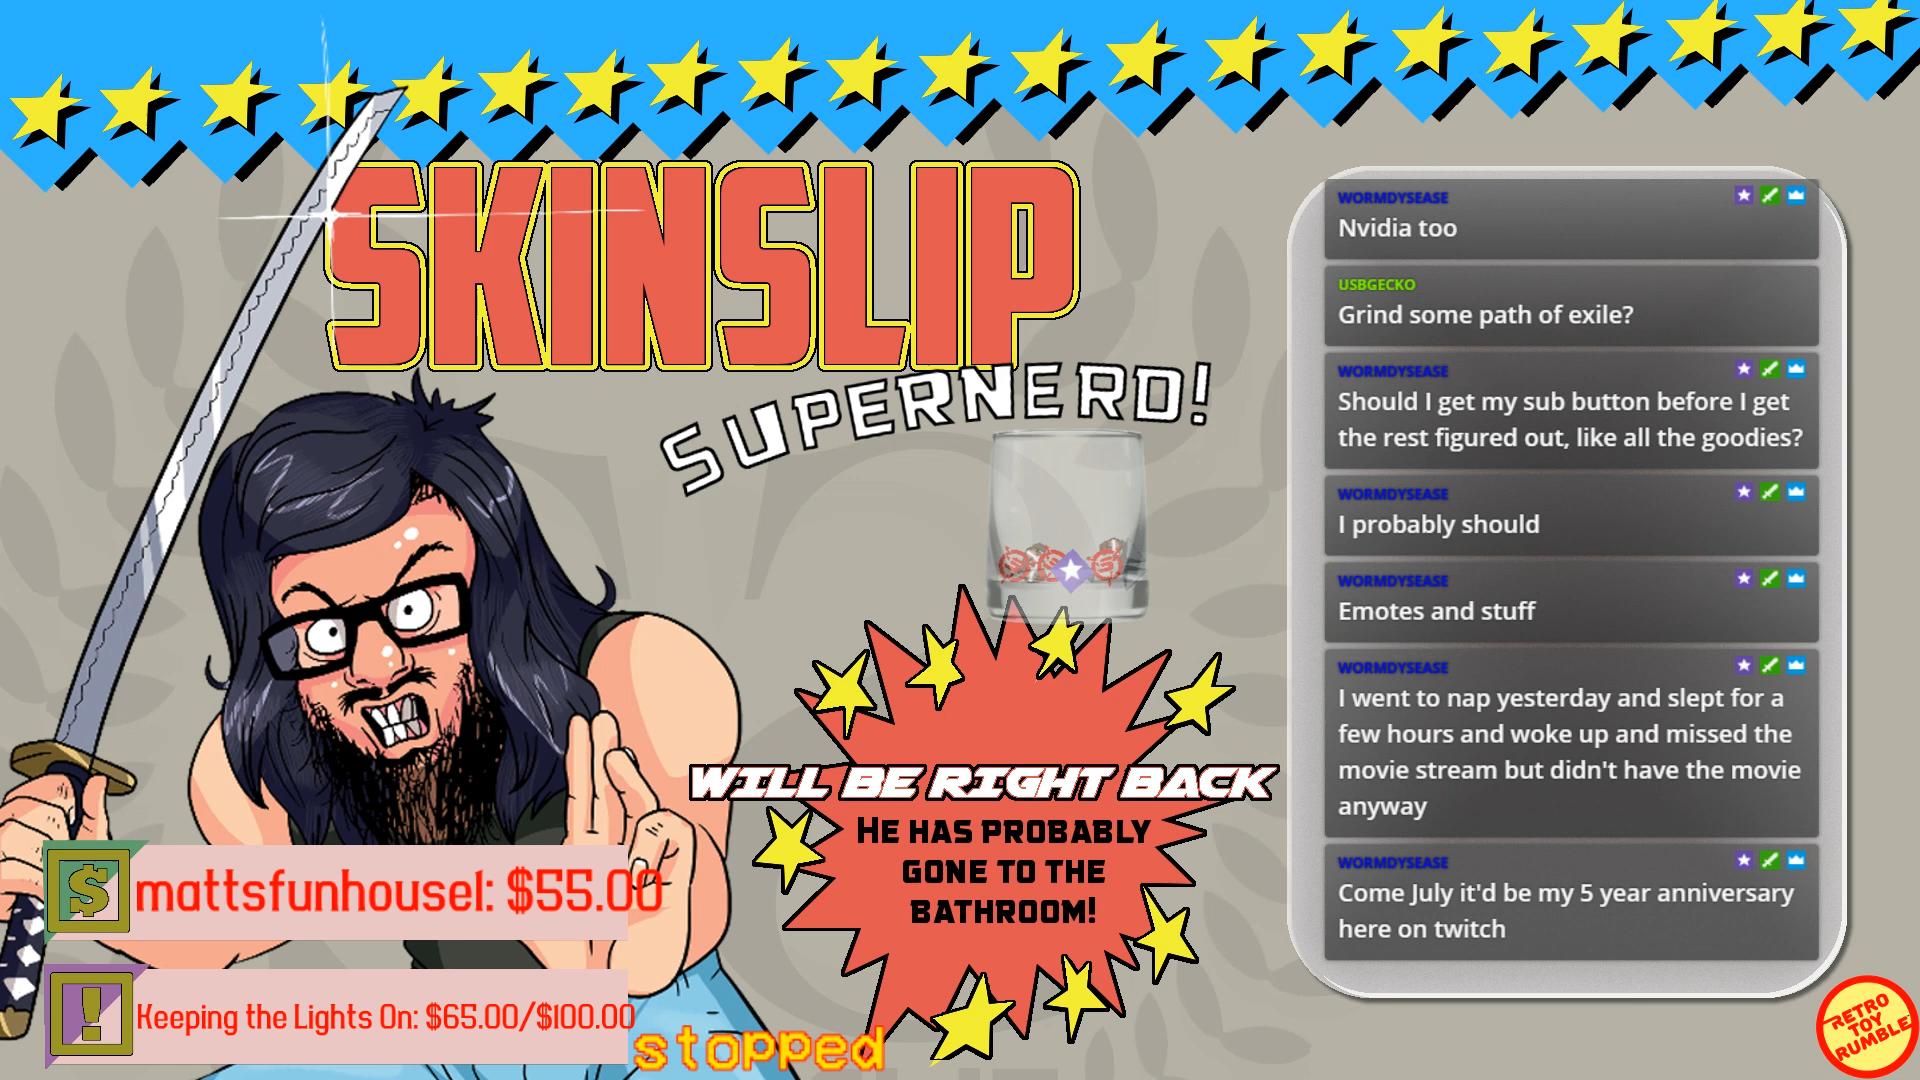 SKINSLIP
SUPERNERD!
WILL BE RIGHT BACK
HE HAS PROBABLY
GONE TO THE
BATHROOM!
mattsfunhouse1: $55.00
Keeping the Lights On: $65.00/$100.00
stopped
WORMDYSEASE
Nvidia too
USBGECKO
Grind some path of exile?
WORMDYSEASE
Should I get my sub button before I get
the rest figured out, like all the goodies?
WORMDYSEASE
I probably should
WORMDYSEASE
Emotes and stuff
WORMDYSEASE
I went to nap yesterday and slept for a
few hours and woke up and missed the
movie stream but didn't have the movie
anyway
WORMDYSEASE
Come July it'd be my 5 year anniversary
here on twitch
RETRO
TOY
RUMBLE